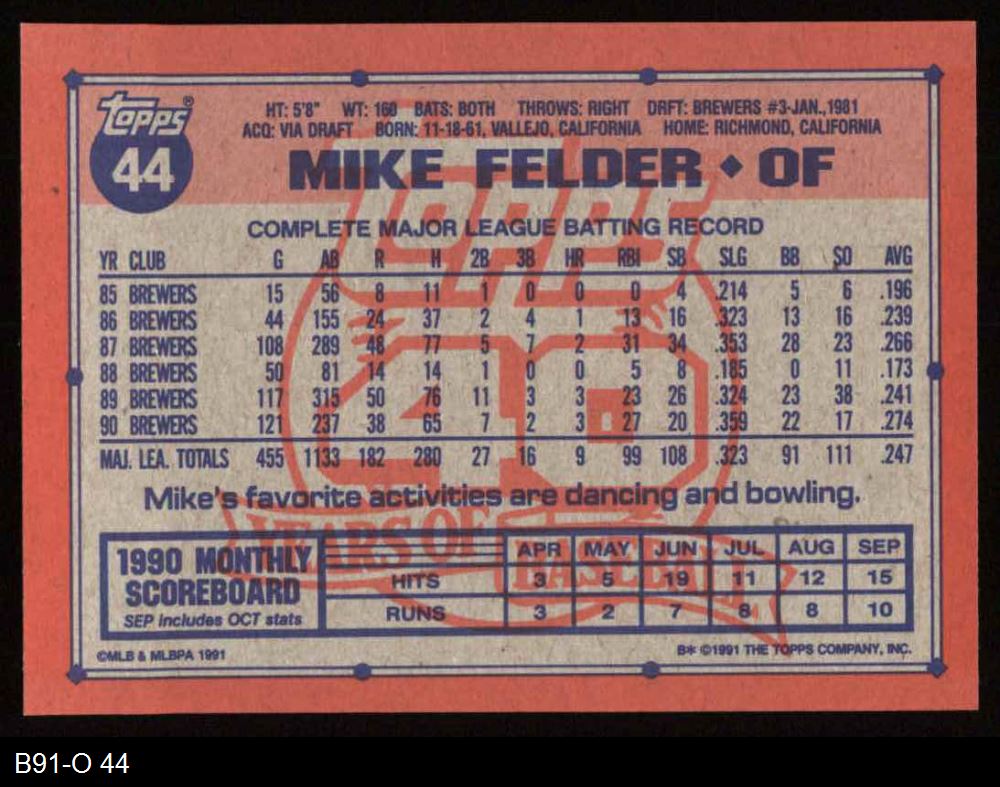 Topps®
44
HT: 5'8" WT: 160 BATS: BOTH THROWS: RIGHT DRFT: BREWERS #3-JAN.,1981
ACQ: VIA DRAFT BORN: 11-18-61, VALLEJO, CALIFORNIA HOME: RICHMOND, CALIFORNIA
MIKE FELDER ◆ OF
COMPLETE MAJOR LEAGUE BATTING RECORD
YR CLUB G AB R H 2B 3B HR RBI SB SLG BB SO AVG
85 BREWERS 15 56 8 11 1 0 0 0 4 .214 5 6 .196
86 BREWERS 44 155 24 37 2 4 1 13 16 .323 13 16 .239
87 BREWERS 108 289 48 77 5 7 2 31 34 .353 28 23 .266
88 BREWERS 50 81 14 14 1 0 0 5 8 .185 0 11 .173
89 BREWERS 117 315 50 76 11 3 3 23 26 .324 23 38 .241
90 BREWERS 121 237 38 65 7 2 3 27 20 .359 22 17 .274
MAJ. LEA. TOTALS 455 1133 182 280 27 16 9 99 108 .323 91 111 .247
Topps
40
YEARS OF BASEBALL
Mike's favorite activities are dancing and bowling.
1990 MONTHLY
SCOREBOARD
SEP includes OCT stats
APR MAY JUN JUL AUG SEP
HITS 3 5 19 11 12 15
RUNS 3 2 7 8 8 10
©MLB & MLBPA 1991
B* ©1991 THE TOPPS COMPANY, INC.
B91-O 44